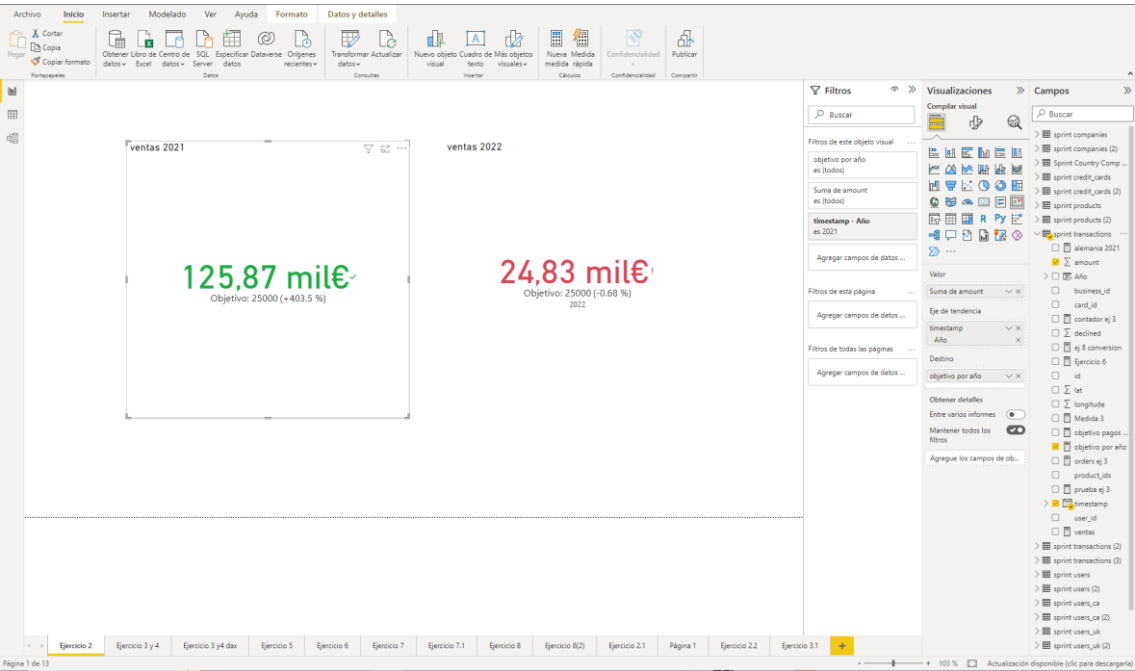 Archivo Inicio Insertar Modelado Ver Ayuda Formato Datos y detalles
Pegar
Cortar
Copia
Copiar formato
Portapapeles
Obtener datos
Libro de Excel
Centro de datos
SQL Server
Especificar datos
Dataverse
Orígenes recientes
Datos
Transformar datos
Actualizar
Consultas
Nuevo objeto visual
Cuadro de texto
Más objetos visuales
Insertar
Nueva medida
Medida rápida
Cálculos
Confidencialidad
Confidencialidad
Publicar
Compartir
ventas 2021
125,87 mil€
Objetivo: 25000 (+403.5 %)
ventas 2022
24,83 mil€!
Objetivo: 25000 (-0.68 %)
2022
Filtros
Buscar
Filtros de este objeto visual ...
objetivo por año
es (todos)
Suma de amount
es (todos)
timestamp - Año
es 2021
Agregar campos de datos ...
Filtros de esta página ...
Agregar campos de datos ...
Filtros de todas las páginas ...
Agregar campos de datos ...
Visualizaciones
Compilar visual
R Py
...
Valor
Suma de amount
Eje de tendencia
timestamp
Año
Destino
objetivo por año
Obtener detalles
Entre varios informes
Mantener todos los
filtros
Agregue los campos de ob...
Campos
Buscar
sprint companies
sprint companies (2)
Sprint Country Comp ...
sprint credit_cards
sprint credit_cards (2)
sprint products
sprint products (2)
sprint transactions ...
alemania 2021
amount
Año
business_id
card_id
contador ej 3
declined
ej 8 conversion
Ejercicio 6
id
lat
longitude
Medida 3
objetivo pagos ...
objetivo por año
orders ej 3
product_ids
prueba ej 3
timestamp
user_id
ventas
sprint transactions (2)
sprint transactions (3)
sprint users
sprint users (2)
sprint users_ca
sprint users_ca (2)
sprint users_uk
sprint users_uk (2)
Ejercicio 2 Ejercicio 3 y 4 Ejercicio 3 y4 dax Ejercicio 5 Ejercicio 6 Ejercicio 7 Ejercicio 7.1 Ejercicio 8 Ejercicio 8(2) Ejercicio 2.1 Página 1 Ejercicio 2.2 Ejercicio 3.1 +
Página 1 de 13
- + 103 % Actualización disponible (clic para descargarla)